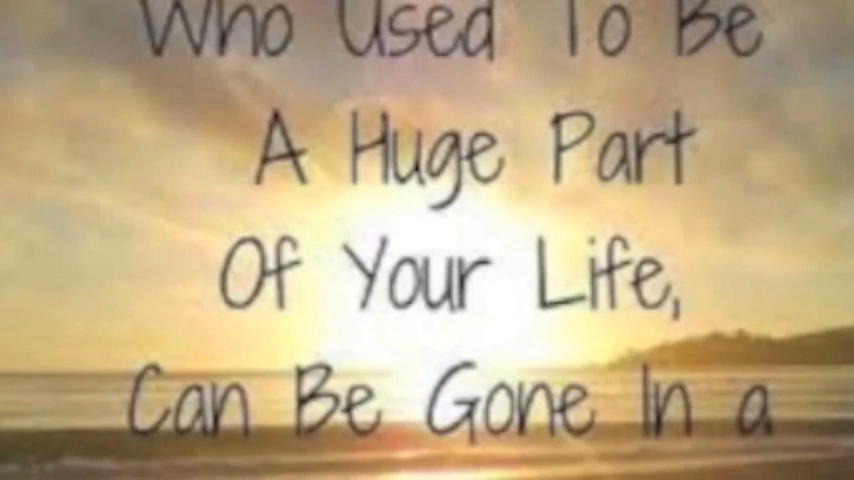 Who Used To Be
A Huge Part
Of Your Life,
Can Be Gone In a